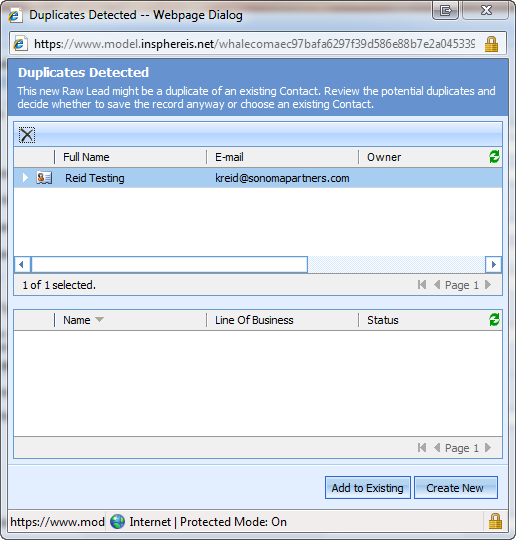 Duplicates Detected -- Webpage Dialog
https://www.model.insphereis.net/whalecomaec97bafa6297f39d586e88b7e2a045339
Duplicates Detected
This new Raw Lead might be a duplicate of an existing Contact. Review the potential duplicates and
decide whether to save the record anyway or choose an existing Contact.
Full Name E-mail Owner
Reid Testing kreid@sonomapartners.com
1 of 1 selected. Page 1
Name Line Of Business Status
Page 1
Add to Existing Create New
https://www.mod Internet | Protected Mode: On